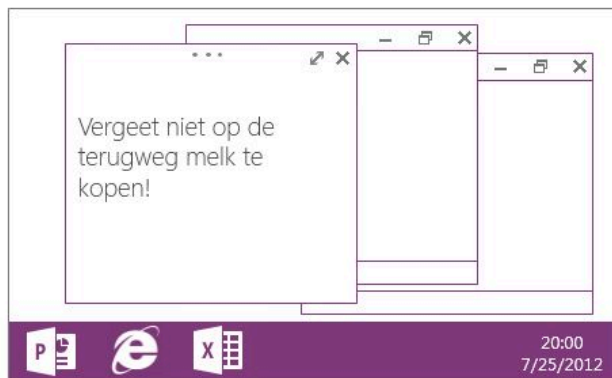 Vergeet niet op de
terugweg melk te
kopen!
P
X
20:00
7/25/2012